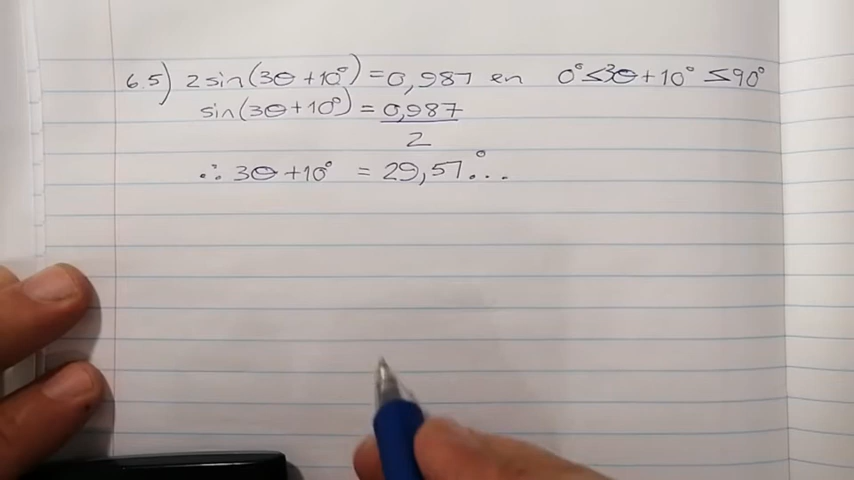 6.5) 2 sin(3θ + 10°) = 0,987 en 0° ≤ 3θ + 10° ≤ 90°
sin(3θ + 10°) = 0,987
2
∴ 3θ + 10° = 29,57°...